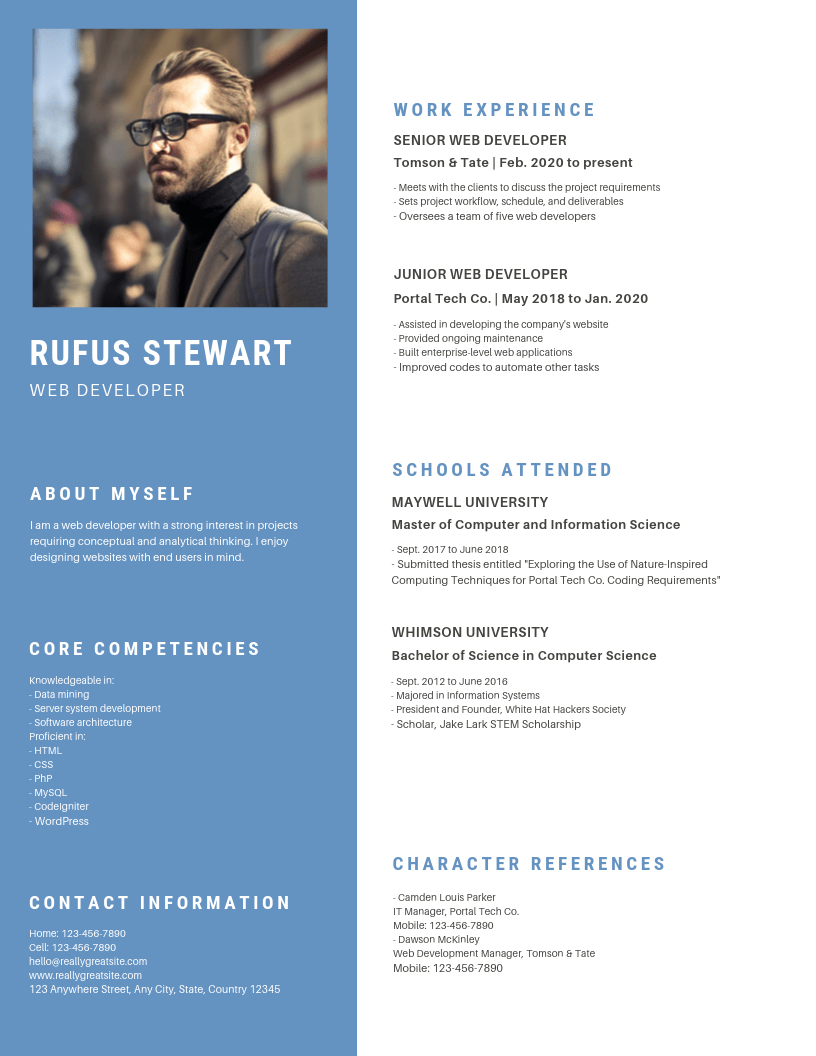 RUFUS STEWART
WEB DEVELOPER
ABOUT MYSELF
I am a web developer with a strong interest in projects
requiring conceptual and analytical thinking. I enjoy
designing websites with end users in mind.
CORE COMPETENCIES
Knowledgeable in:
- Data mining
- Server system development
- Software architecture
Proficient in:
- HTML
- CSS
- PhP
- MySQL
- CodeIgniter
- WordPress
CONTACT INFORMATION
Home: 123-456-7890
Cell: 123-456-7890
hello@reallygreatsite.com
www.reallygreatsite.com
123 Anywhere Street, Any City, State, Country 12345
WORK EXPERIENCE
SENIOR WEB DEVELOPER
Tomson & Tate | Feb. 2020 to present
- Meets with the clients to discuss the project requirements
- Sets project workflow, schedule, and deliverables
- Oversees a team of five web developers
JUNIOR WEB DEVELOPER
Portal Tech Co. | May 2018 to Jan. 2020
- Assisted in developing the company's website
- Provided ongoing maintenance
- Built enterprise-level web applications
- Improved codes to automate other tasks
SCHOOLS ATTENDED
MAYWELL UNIVERSITY
Master of Computer and Information Science
- Sept. 2017 to June 2018
- Submitted thesis entitled "Exploring the Use of Nature-Inspired
Computing Techniques for Portal Tech Co. Coding Requirements"
WHIMSON UNIVERSITY
Bachelor of Science in Computer Science
- Sept. 2012 to June 2016
- Majored in Information Systems
- President and Founder, White Hat Hackers Society
- Scholar, Jake Lark STEM Scholarship
CHARACTER REFERENCES
- Camden Louis Parker
IT Manager, Portal Tech Co.
Mobile: 123-456-7890
- Dawson McKinley
Web Development Manager, Tomson & Tate
Mobile: 123-456-7890